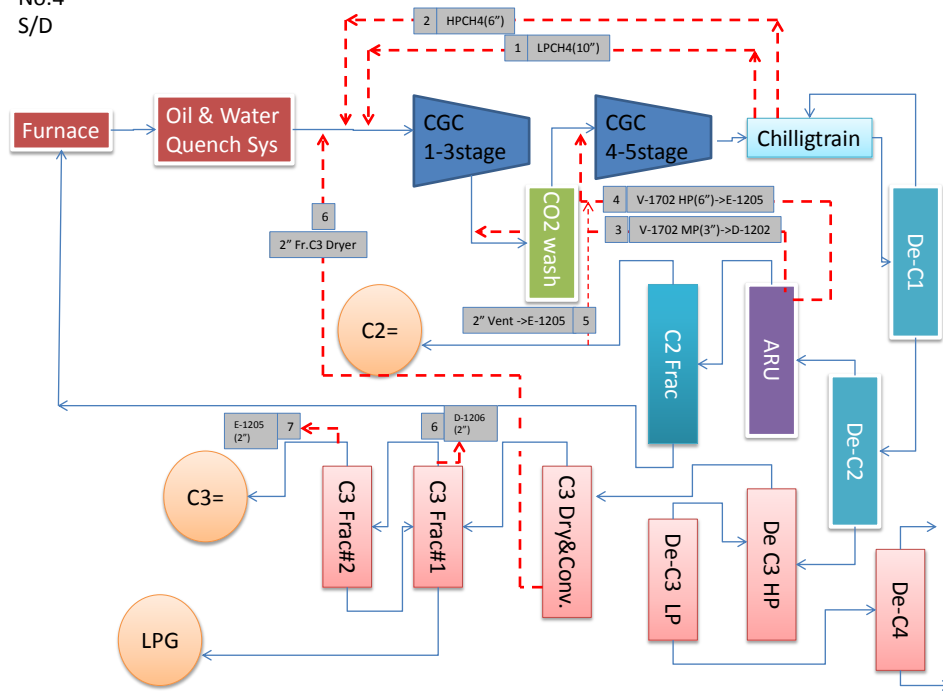 No.4
S/D
2 HPCH4(6”)
1 LPCH4(10”)
Furnace
Oil & Water
Quench Sys
CGC
1-3stage
CGC
4-5stage
Chilligtrain
CO2 wash
4 V-1702 HP(6”)->E-1205
3 V-1702 MP(3”)->D-1202
De-C1
6
2” Fr.C3 Dryer
C2=
2” Vent ->E-1205 5
C2 Frac
ARU
De-C2
E-1205
(2”)
7
6
D-1206
(2”)
C3=
C3 Frac#2
C3 Frac#1
C3 Dry&Conv.
De-C3 LP
De C3 HP
De-C4
LPG